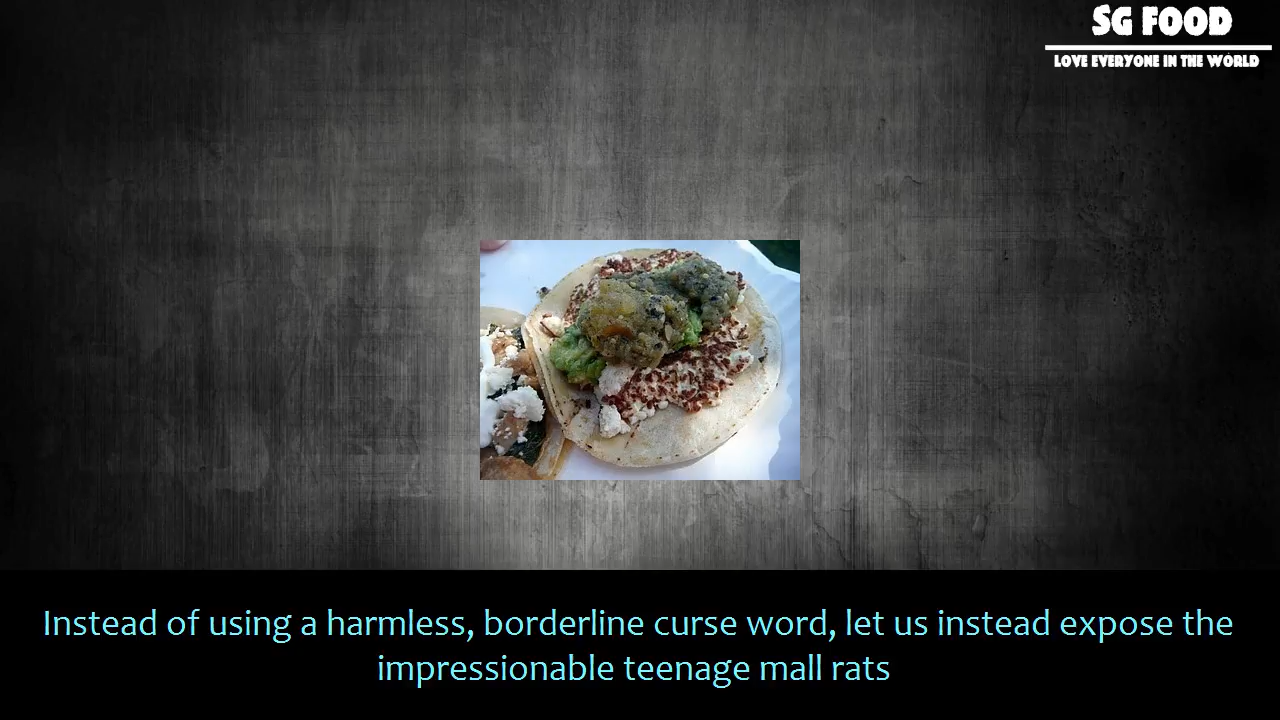 SG FOOD
LOVE EVERYONE IN THE WORLD
Instead of using a harmless, borderline curse word, let us instead expose the
impressionable teenage mall rats